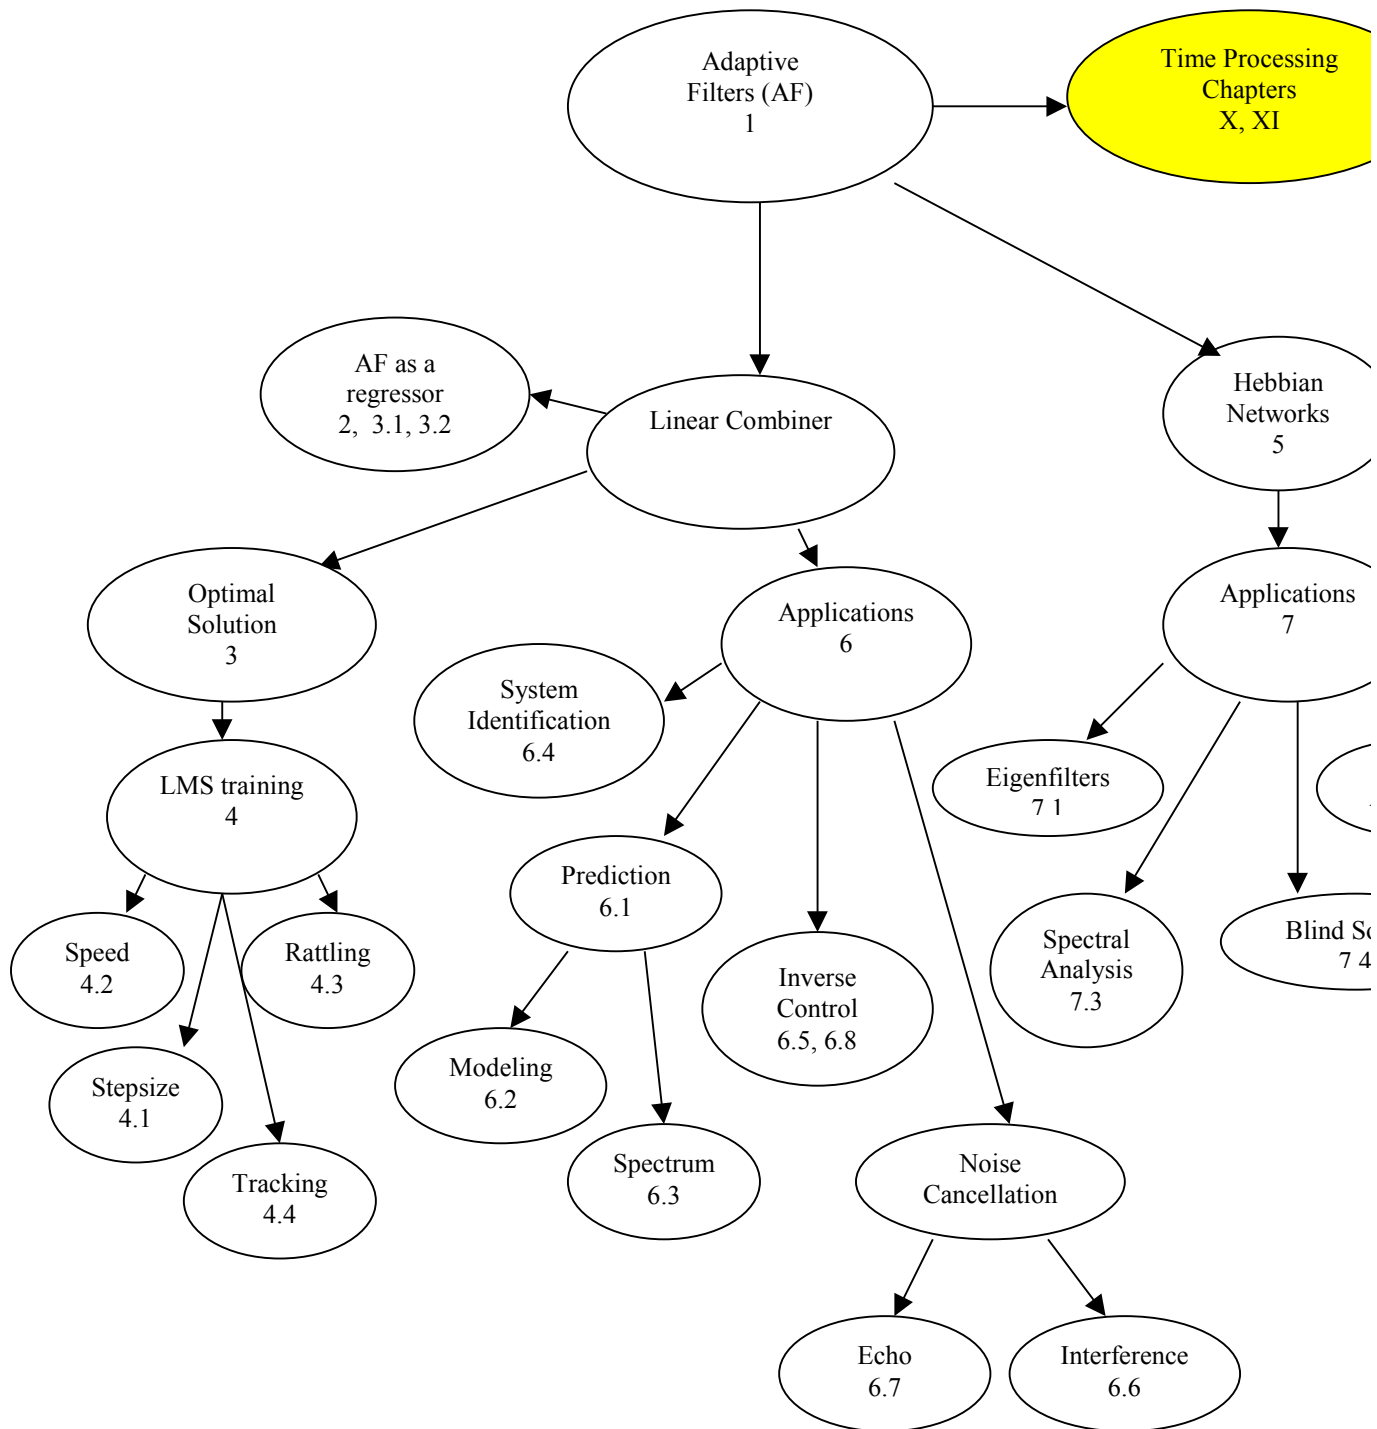 Adaptive
Filters (AF)
1
Time Processing
Chapters
X, XI
AF as a
regressor
2, 3.1, 3.2
Linear Combiner
Hebbian
Networks
5
Optimal
Solution
3
Applications
6
Applications
7
System
Identification
6.4
LMS training
4
Eigenfilters
7.1
Prediction
6.1
Speed
4.2
Rattling
4.3
Spectral
Analysis
7.3
Blind
Inverse
Control
6.5, 6.8
Stepsize
4.1
Modeling
6.2
Tracking
4.4
Spectrum
6.3
Noise
Cancellation
Echo
6.7
Interference
6.6